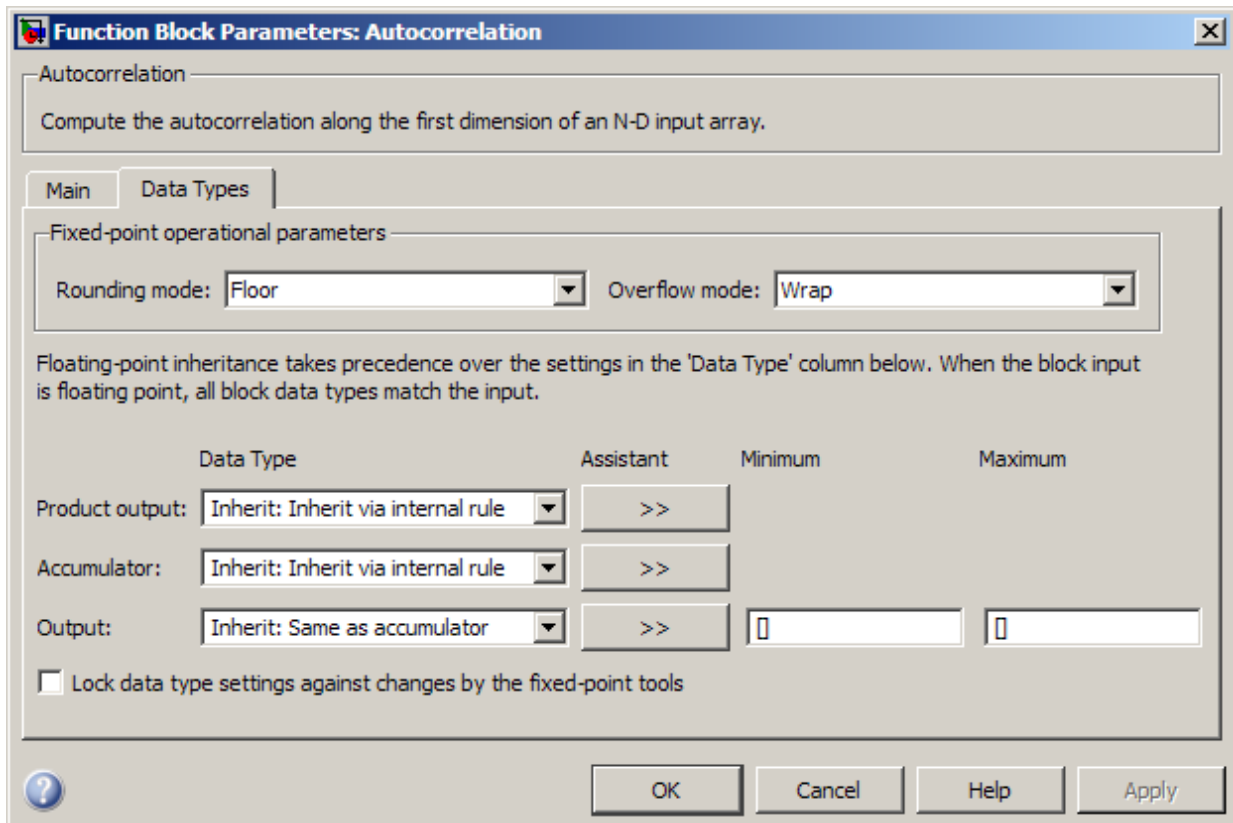 Function Block Parameters: Autocorrelation
Autocorrelation
Compute the autocorrelation along the first dimension of an N-D input array.
Main Data Types
Fixed-point operational parameters
Rounding mode: Floor Overflow mode: Wrap
Floating-point inheritance takes precedence over the settings in the 'Data Type' column below. When the block input
is floating point, all block data types match the input.
Data Type Assistant Minimum Maximum
Product output: Inherit: Inherit via internal rule >>
Accumulator: Inherit: Inherit via internal rule >>
Output: Inherit: Same as accumulator >> [] []
Lock data type settings against changes by the fixed-point tools
? OK Cancel Help Apply